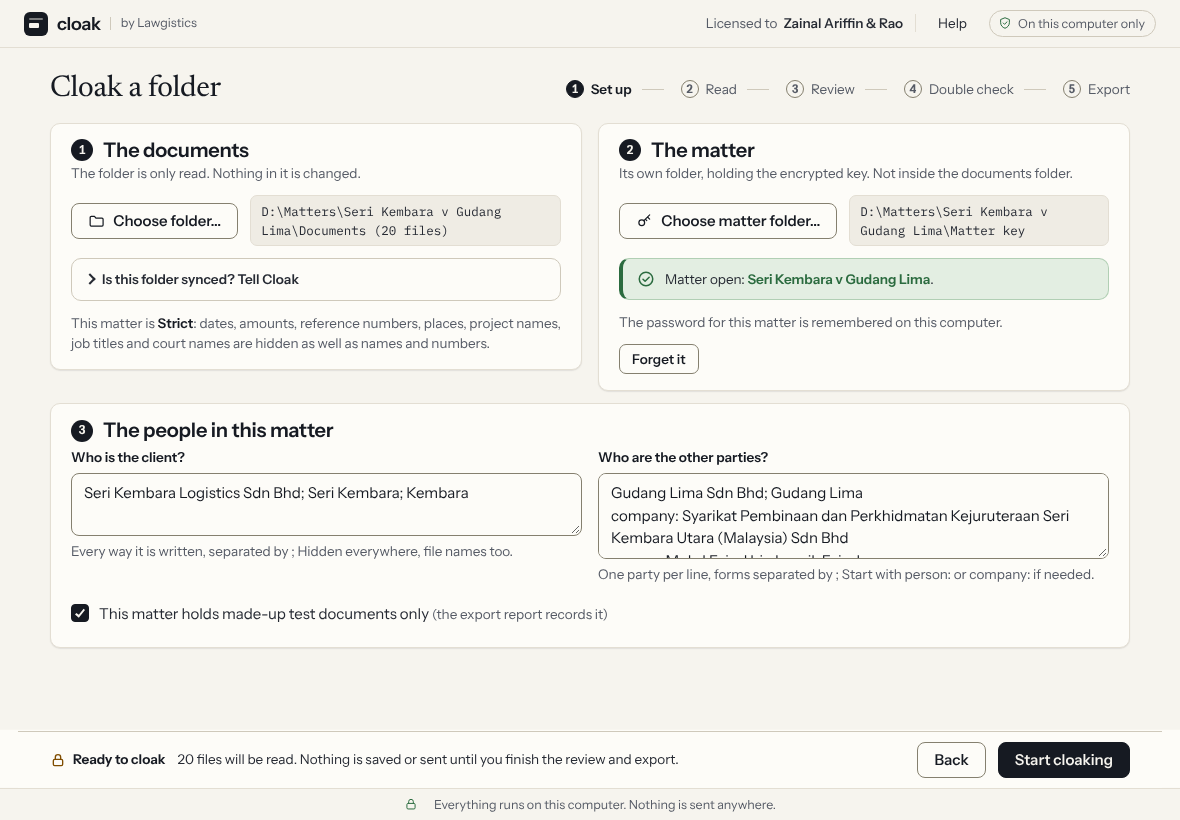 cloak
by Lawgistics
Licensed to Zainal Ariffin & Rao
Help
On this computer only
Cloak a folder
1 Set up
2 Read
3 Review
4 Double check
5 Export
1 The documents
The folder is only read. Nothing in it is changed.
Choose folder...
D:\Matters\Seri Kembara v Gudang
Lima\Documents (20 files)
Is this folder synced? Tell Cloak
This matter is Strict: dates, amounts, reference numbers, places, project names,
job titles and court names are hidden as well as names and numbers.
2 The matter
Its own folder, holding the encrypted key. Not inside the documents folder.
Choose matter folder...
D:\Matters\Seri Kembara v
Gudang Lima\Matter key
Matter open: Seri Kembara v Gudang Lima.
The password for this matter is remembered on this computer.
Forget it
3 The people in this matter
Who is the client?
Seri Kembara Logistics Sdn Bhd; Seri Kembara; Kembara
Every way it is written, separated by ; Hidden everywhere, file names too.
Who are the other parties?
Gudang Lima Sdn Bhd; Gudang Lima
company: Syarikat Pembinaan dan Perkhidmatan Kejuruteraan Seri
Kembara Utara (Malaysia) Sdn Bhd
One party per line, forms separated by ; Start with person: or company: if needed.
This matter holds made-up test documents only (the export report records it)
Ready to cloak
20 files will be read. Nothing is saved or sent until you finish the review and export.
Back
Start cloaking
Everything runs on this computer. Nothing is sent anywhere.